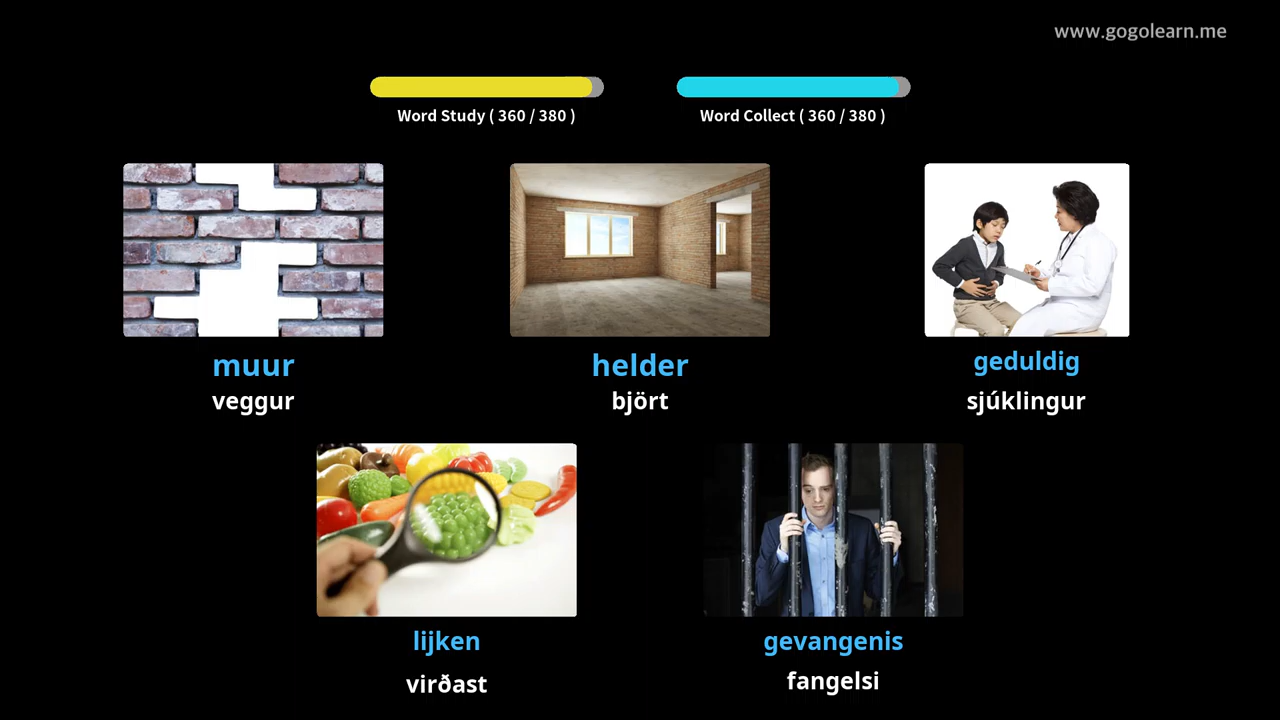 www.gogolearn.me
Word Study ( 360 / 380 )
Word Collect ( 360 / 380 )
muur
veggur
helder
björt
geduldig
sjúklingur
lijken
virðast
gevangenis
fangelsi